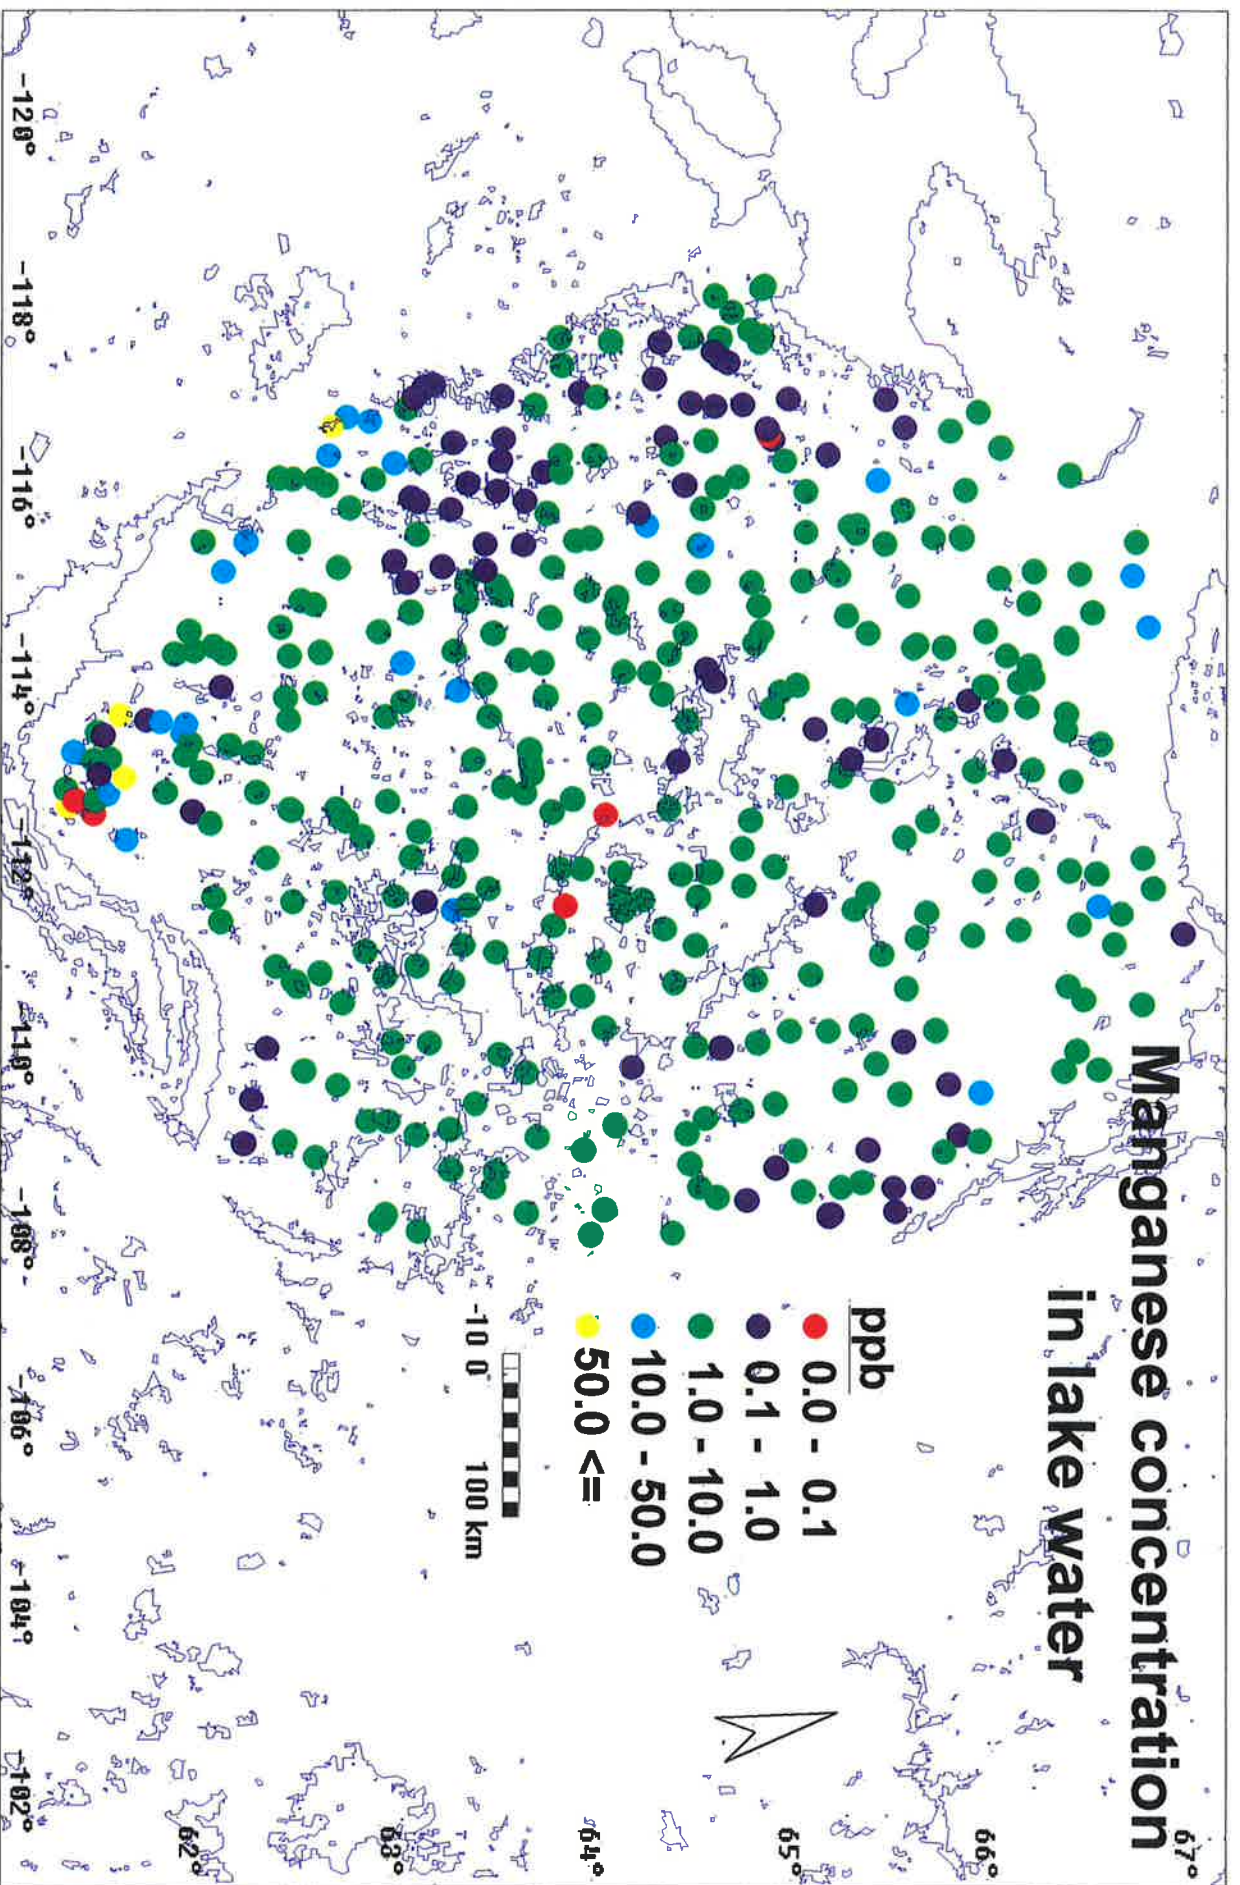 Manganese concentration
in lake water
ppb
0.0 - 0.1
0.1 - 1.0
1.0 - 10.0
10.0 - 50.0
50.0 <=
-10 0 100 km
67°
66°
65°
64°
63°
62°
-120° -118° -116° -114° -112° -110° -108° -106° -104° -102°